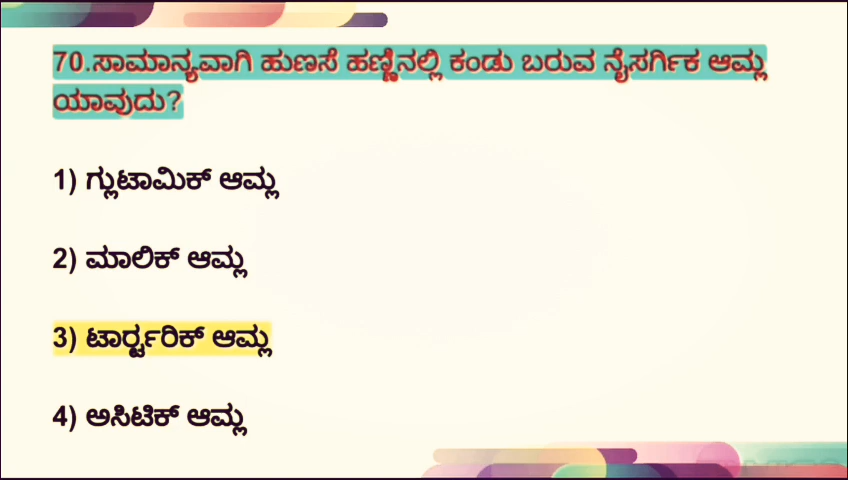 70.ಸಾಮಾನ್ಯವಾಗಿ ಹುಣಸೆ ಹಣ್ಣಿನಲ್ಲಿ ಕಂಡು ಬರುವ ನೈಸರ್ಗಿಕ ಆಮ್ಲ
ಯಾವುದು?
1) ಗ್ಲುಟಾಮಿಕ್ ಆಮ್ಲ
2) ಮಾಲಿಕ್ ಆಮ್ಲ
3) ಟಾರ್ರ್ಟರಿಕ್ ಆಮ್ಲ
4) ಅಸಿಟಿಕ್ ಆಮ್ಲ